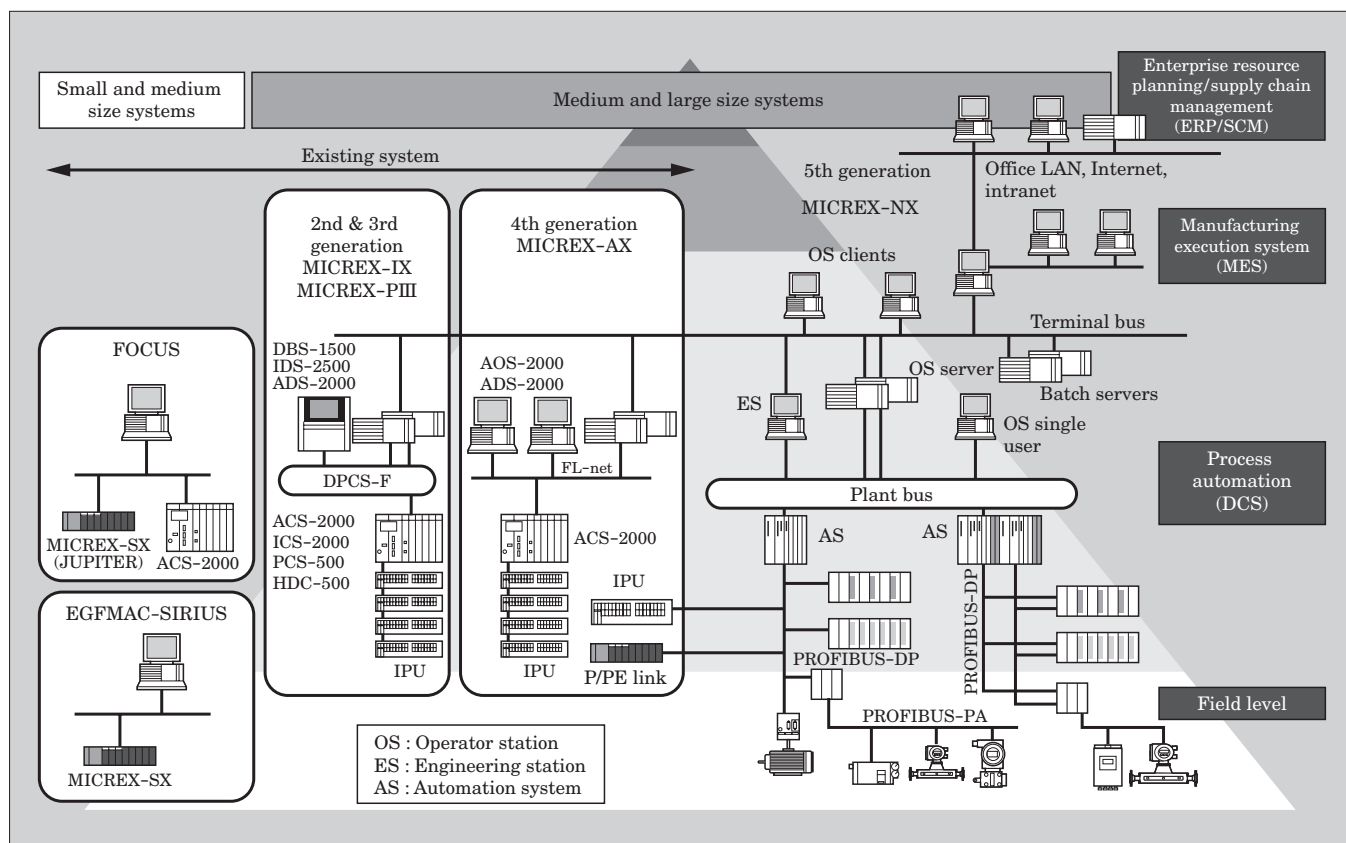 Small and medium
size systems
Medium and large size systems
Enterprise resource
planning/supply chain
management
(ERP/SCM)
Existing system
5th generation
MICREX-NX
Office LAN, Internet,
intranet
2nd & 3rd
generation
MICREX-IX
MICREX-PIII
4th generation
MICREX-AX
OS clients
Manufacturing
execution system
(MES)
Terminal bus
FOCUS
MICREX-SX
(JUPITER)
ACS-2000
DBS-1500
IDS-2500
ADS-2000
DPCS-F
ACS-2000
ICS-2000
PCS-500
HDC-500
IPU
AOS-2000
ADS-2000
FL-net
ACS-2000
IPU
IPU
P/PE link
ES
OS server
Batch servers
OS single
user
Plant bus
AS
AS
Process
automation
(DCS)
PROFIBUS-DP
PROFIBUS-DP
PROFIBUS-PA
Field level
EGFMAC-SIRIUS
MICREX-SX
OS : Operator station
ES : Engineering station
AS : Automation system